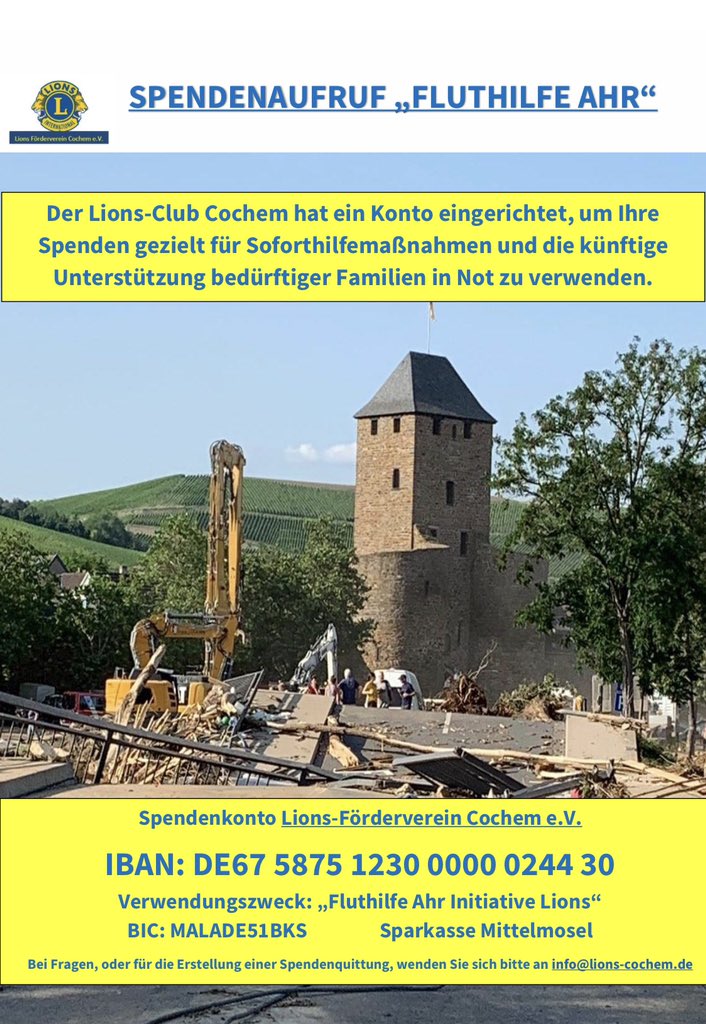 LIONS
L
INTERNATIONAL
Lions Förderverein Cochem e.V.
SPENDENAUFRUF „FLUTHILFE AHR“
Der Lions-Club Cochem hat ein Konto eingerichtet, um Ihre
Spenden gezielt für Soforthilfemaßnahmen und die künftige
Unterstützung bedürftiger Familien in Not zu verwenden.
Spendenkonto Lions-Förderverein Cochem e.V.
IBAN: DE67 5875 1230 0000 0244 30
Verwendungszweck: „Fluthilfe Ahr Initiative Lions“
BIC: MALADE51BKS Sparkasse Mittelmosel
Bei Fragen, oder für die Erstellung einer Spendenquittung, wenden Sie sich bitte an info@lions-cochem.de